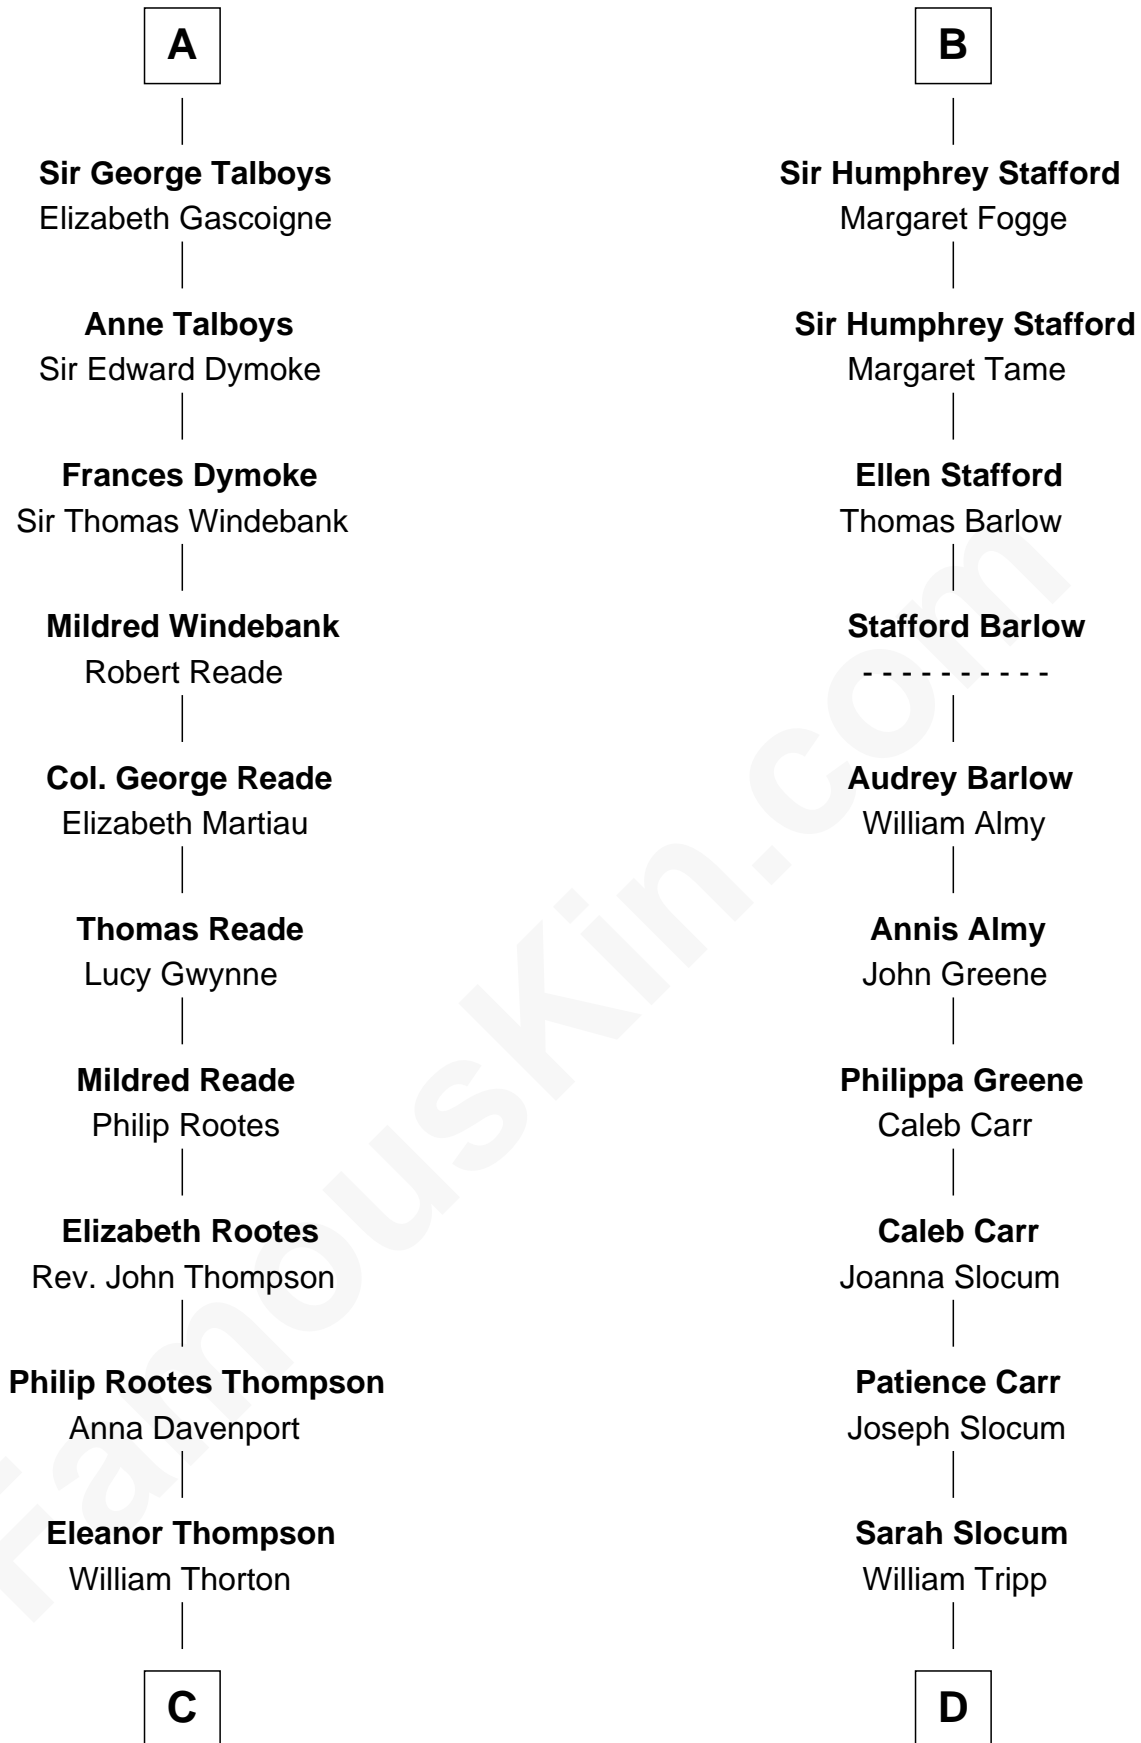 A
Sir George Talboys
Elizabeth Gascoigne
Anne Talboys
Sir Edward Dymoke
Frances Dymoke
Sir Thomas Windebank
Mildred Windebank
Robert Reade
Col. George Reade
Elizabeth Martiau
Thomas Reade
Lucy Gwynne
Mildred Reade
Philip Rootes
Elizabeth Rootes
Rev. John Thompson
Philip Rootes Thompson
Anna Davenport
Eleanor Thompson
William Thorton
C
B
Sir Humphrey Stafford
Margaret Fogge
Sir Humphrey Stafford
Margaret Tame
Ellen Stafford
Thomas Barlow
Stafford Barlow
- - - - - - - - - -
Audrey Barlow
William Almy
Annis Almy
John Greene
Philippa Greene
Caleb Carr
Caleb Carr
Joanna Slocum
Patience Carr
Joseph Slocum
Sarah Slocum
William Tripp
D
FamousKin.com